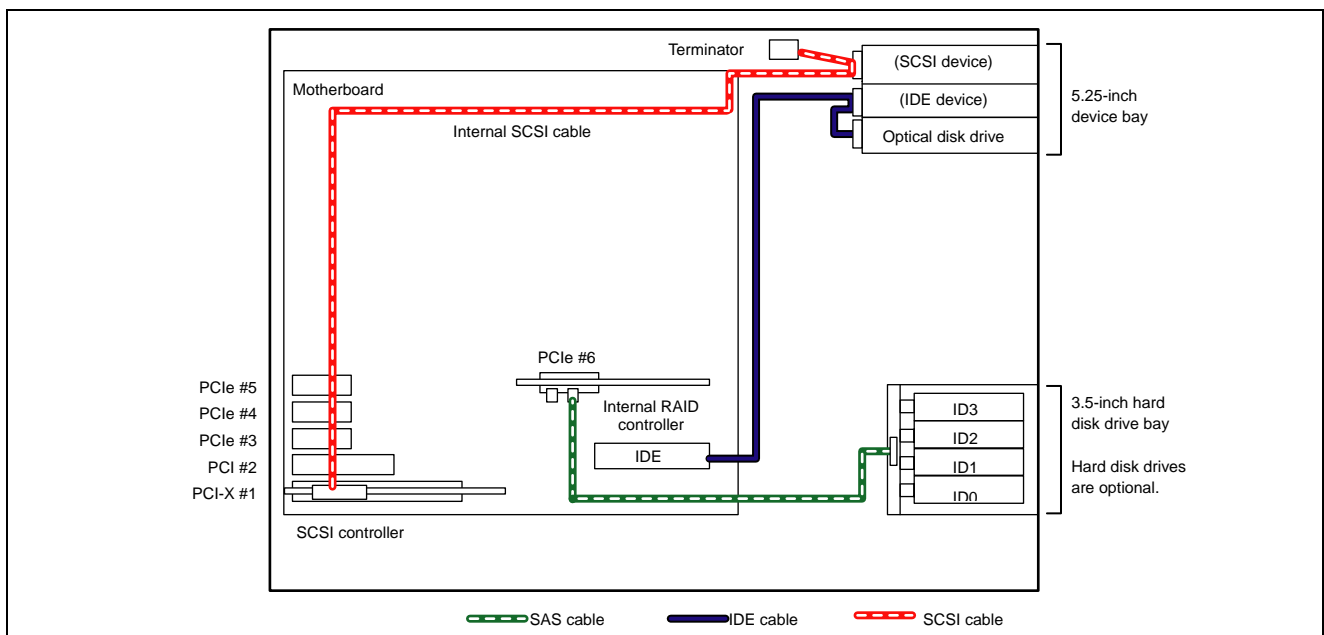 Terminator
(SCSI device)
Motherboard
(IDE device)
5.25-inch
device bay
Internal SCSI cable
Optical disk drive
PCIe #6
PCIe #5
PCIe #4
PCIe #3
PCI #2
PCI-X #1
Internal RAID
controller
IDE
ID3
ID2
ID1
ID0
3.5-inch hard
disk drive bay
Hard disk drives
are optional.
SCSI controller
SAS cable
IDE cable
SCSI cable